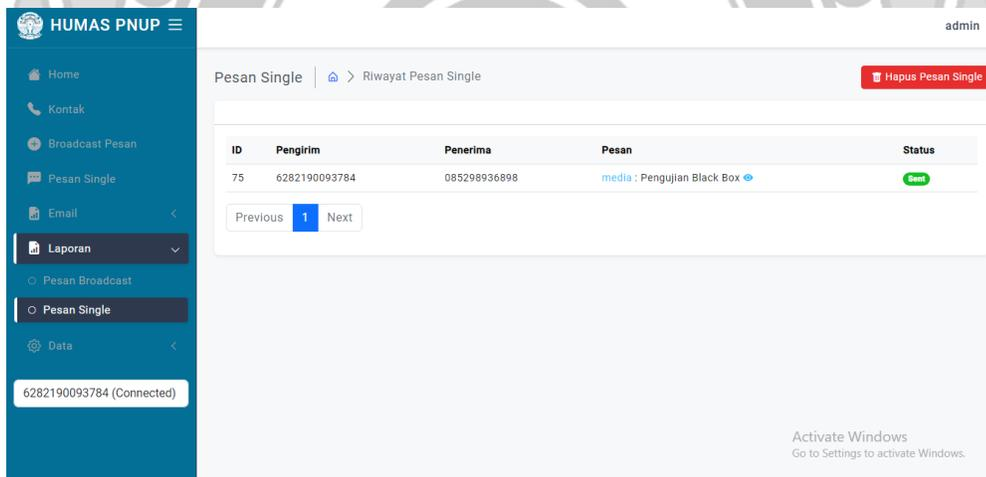 HUMAS PNUP
admin
Home
Kontak
Broadcast Pesan
Pesan Single
Email
Laporan
Pesan Broadcast
Pesan Single
Data
6282190093784 (Connected)
Pesan Single | > Riwayat Pesan Single
Hapus Pesan Single
ID Pengirim Penerima Pesan Status
75 6282190093784 085298936898 media : Pengujian Black Box Sent
Previous 1 Next
Activate Windows
Go to Settings to activate Windows.